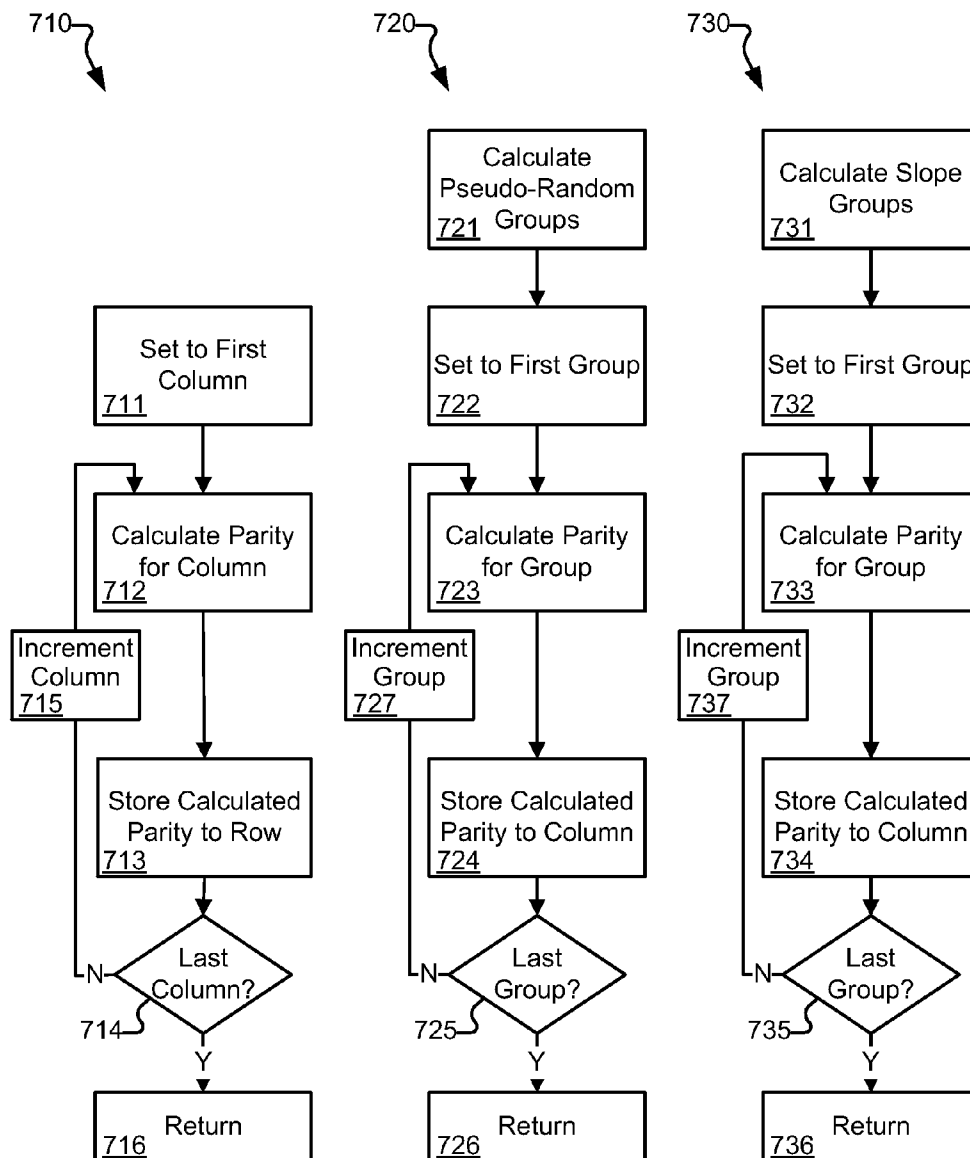 710
Set to First
Column
711
Calculate Parity
for Column
712
Increment
Column
715
Store Calculated
Parity to Row
713
Last
Column?
714
N
Y
Return
716
720
Calculate
Pseudo-Random
Groups
721
Set to First Group
722
Calculate Parity
for Group
723
Increment
Group
727
Store Calculated
Parity to Column
724
Last
Group?
725
N
Y
Return
726
730
Calculate Slope
Groups
731
Set to First Group
732
Calculate Parity
for Group
733
Increment
Group
737
Store Calculated
Parity to Column
734
Last
Group?
735
N
Y
Return
736